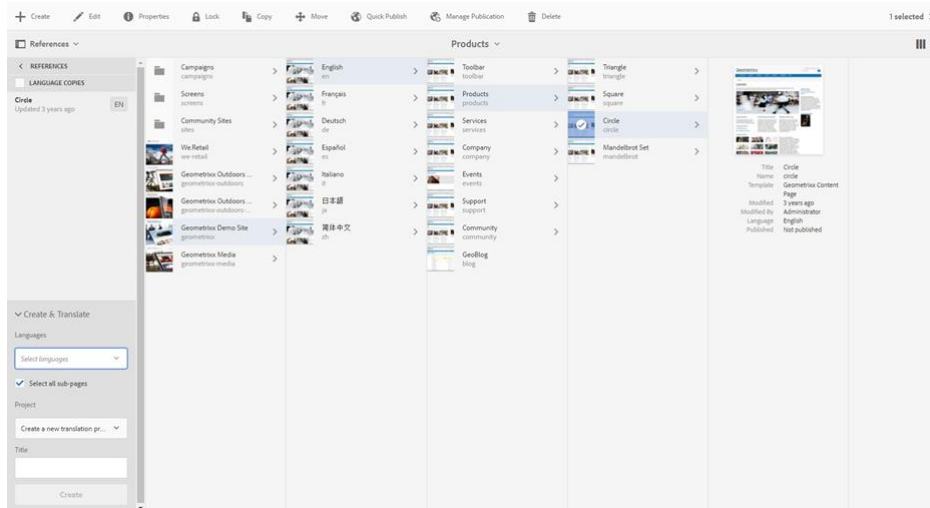 Create
Edit
Properties
Lock
Copy
Move
Quick Publish
Manage Publication
Delete
1 selected
References
Products
REFERENCES
LANGUAGE COPIES
Circle
Updated 3 years ago
EN
Create & Translate
Languages
Select languages
Select all sub-pages
Project
Create a new translation pr...
Title
Create
Campaigns
campaigns
Screens
screens
Community Sites
sites
We.Retail
we-retail
Geometrixx Outdoors ...
geometrixx-outdoors
Geometrixx Outdoors ...
geometrixx-outdoors-...
Geometrixx Demo Site
geometrixx
Geometrixx Media
geometrixx-media
English
en
Français
fr
Deutsch
de
Español
es
Italiano
it
日本語
ja
简体中文
zh
Toolbar
toolbar
Products
products
Services
services
Company
company
Events
events
Support
support
Community
community
GeoBlog
blog
Triangle
triangle
Square
square
Circle
circle
Mandelbrot Set
mandelbrot
Title Circle
Name circle
Template Geometrixx Content
Page
Modified 3 years ago
Modified By Administrator
Language English
Published Not published